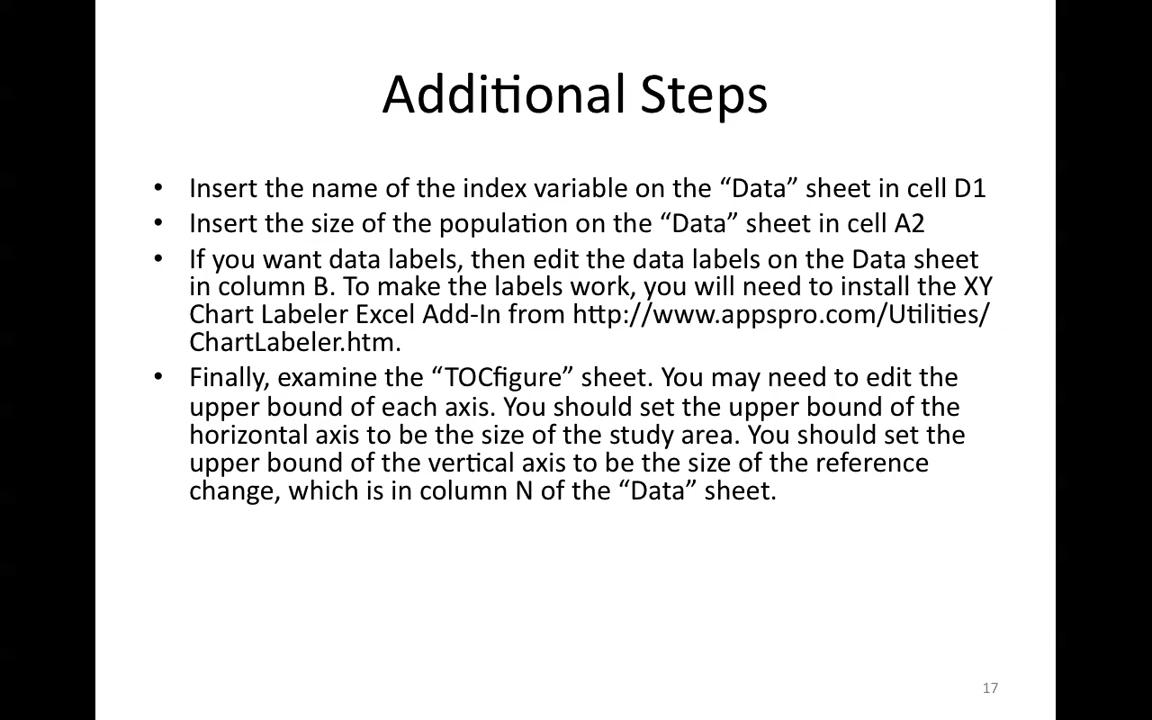 Additional Steps
• Insert the name of the index variable on the “Data” sheet in cell D1
• Insert the size of the population on the “Data” sheet in cell A2
• If you want data labels, then edit the data labels on the Data sheet
in column B. To make the labels work, you will need to install the XY
Chart Labeler Excel Add-In from http://www.appspro.com/Utilities/
ChartLabeler.htm.
• Finally, examine the “TOCfigure” sheet. You may need to edit the
upper bound of each axis. You should set the upper bound of the
horizontal axis to be the size of the study area. You should set the
upper bound of the vertical axis to be the size of the reference
change, which is in column N of the “Data” sheet.
17